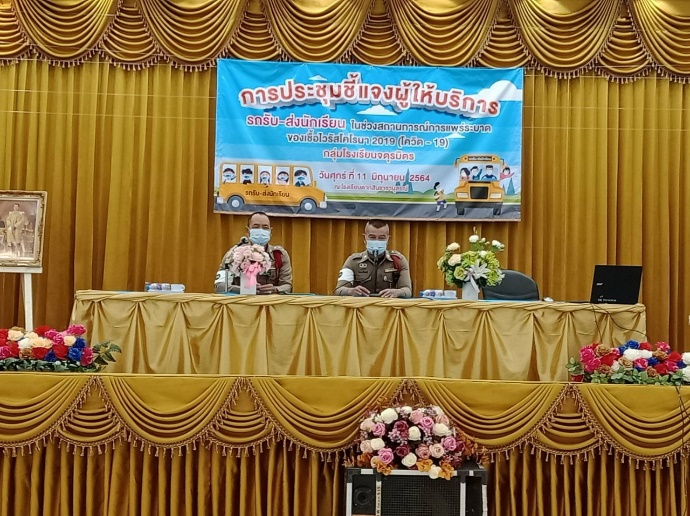 การประชุมชี้แจงผู้ให้บริการ
รถรับ-ส่งนักเรียน ในช่วงสถานการณ์การแพร่ระบาด
ของเชื้อไวรัสโคโรนา 2019 (โควิด - 19)
กลุ่มโรงเรียนจตุรมิตร
วันศุกร์ ที่ 11 มิถุนายน 2564
รถรับ-ส่งนักเรียน
acer